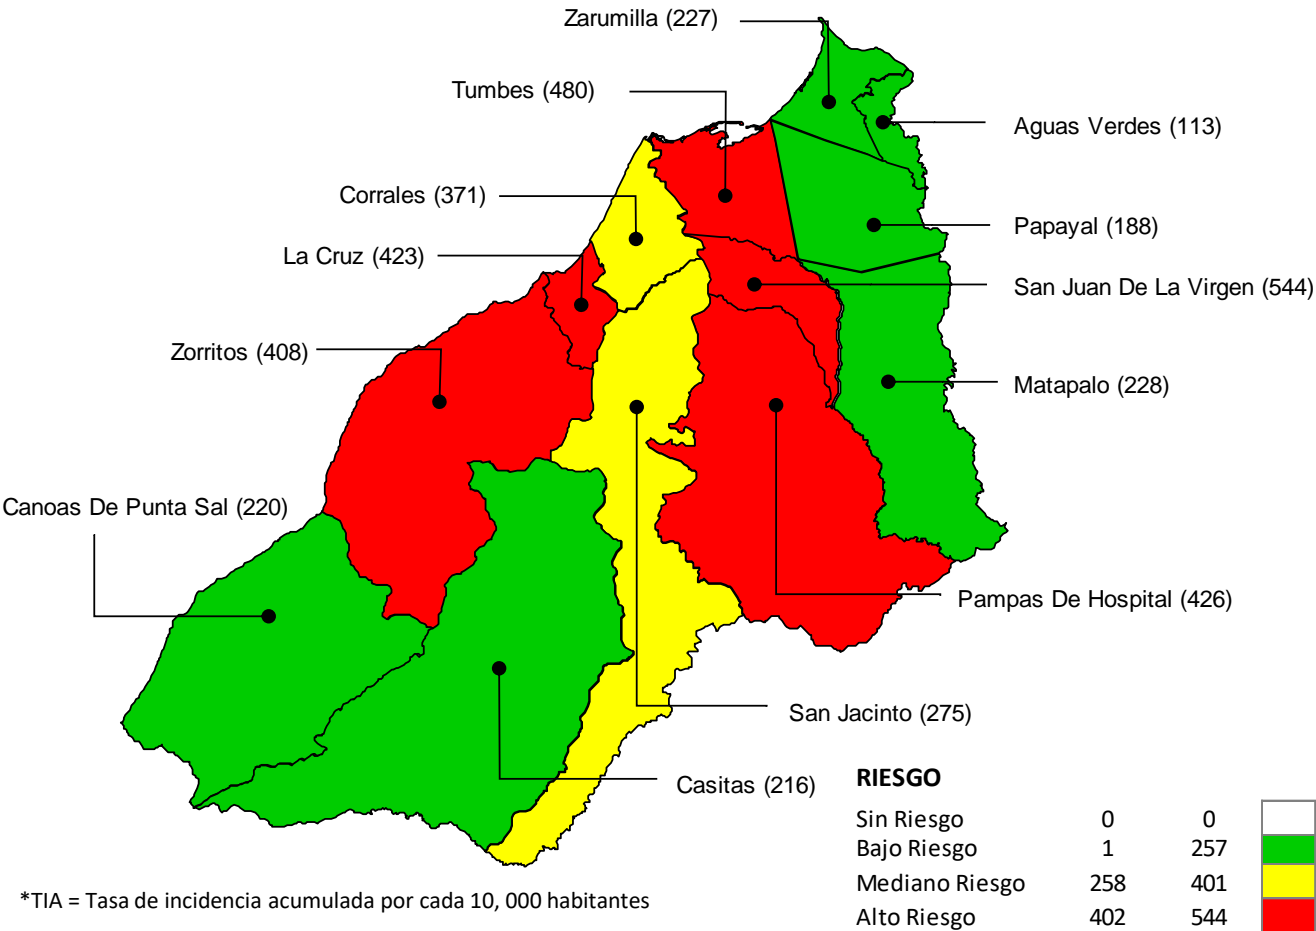 Zarumilla (227)
Tumbes (480)
Aguas Verdes (113)
Corrales (371)
Papayal (188)
La Cruz (423)
San Juan De La Virgen (544)
Zorritos (408)
Matapalo (228)
Canoas De Punta Sal (220)
Pampas De Hospital (426)
San Jacinto (275)
Casitas (216)
RIESGO
Sin Riesgo 0 0
Bajo Riesgo 1 257
Mediano Riesgo 258 401
Alto Riesgo 402 544
*TIA = Tasa de incidencia acumulada por cada 10, 000 habitantes